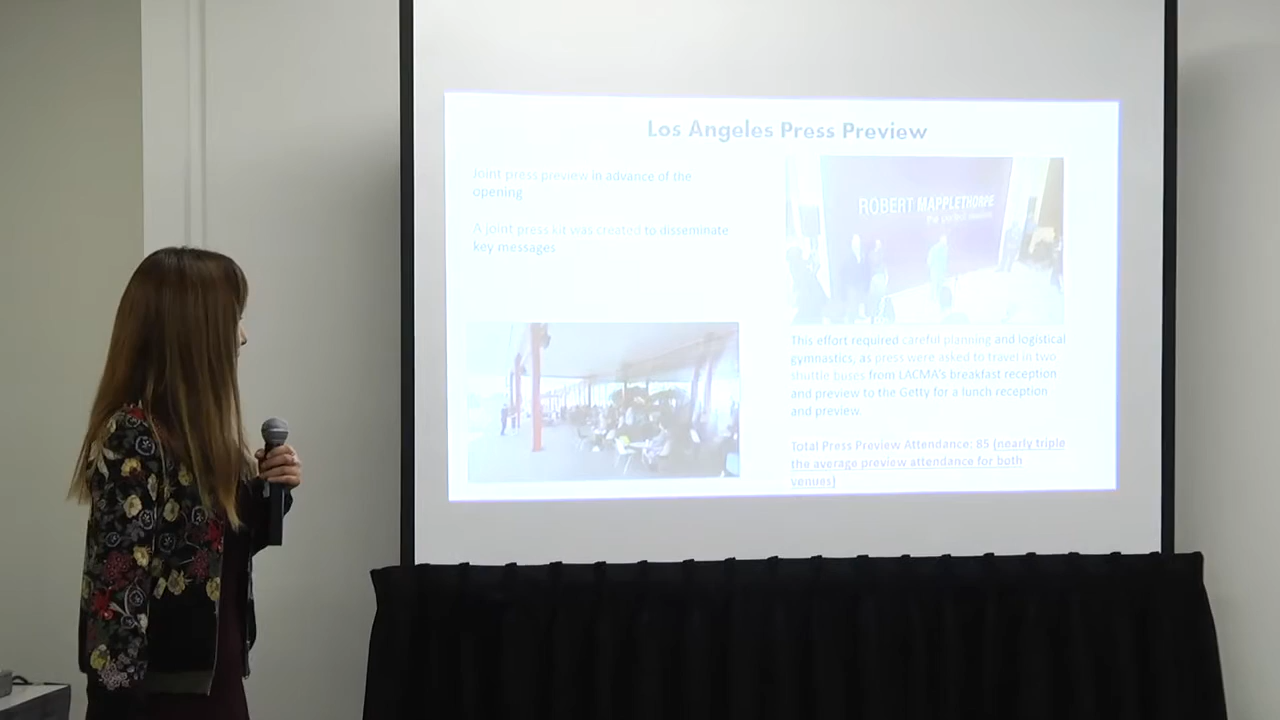 Los Angeles Press Preview
Joint press preview in advance of the
opening
A joint press kit was created to disseminate
key messages
ROBERT MAPPLETHORPE
the perfect medium
This effort required careful planning and logistical
gymnastics, as press were asked to travel in two
shuttle buses from LACMA's breakfast reception
and preview to the Getty for a lunch reception
and preview.
Total Press Preview Attendance: 85 (nearly triple
the average preview attendance for both
venues)